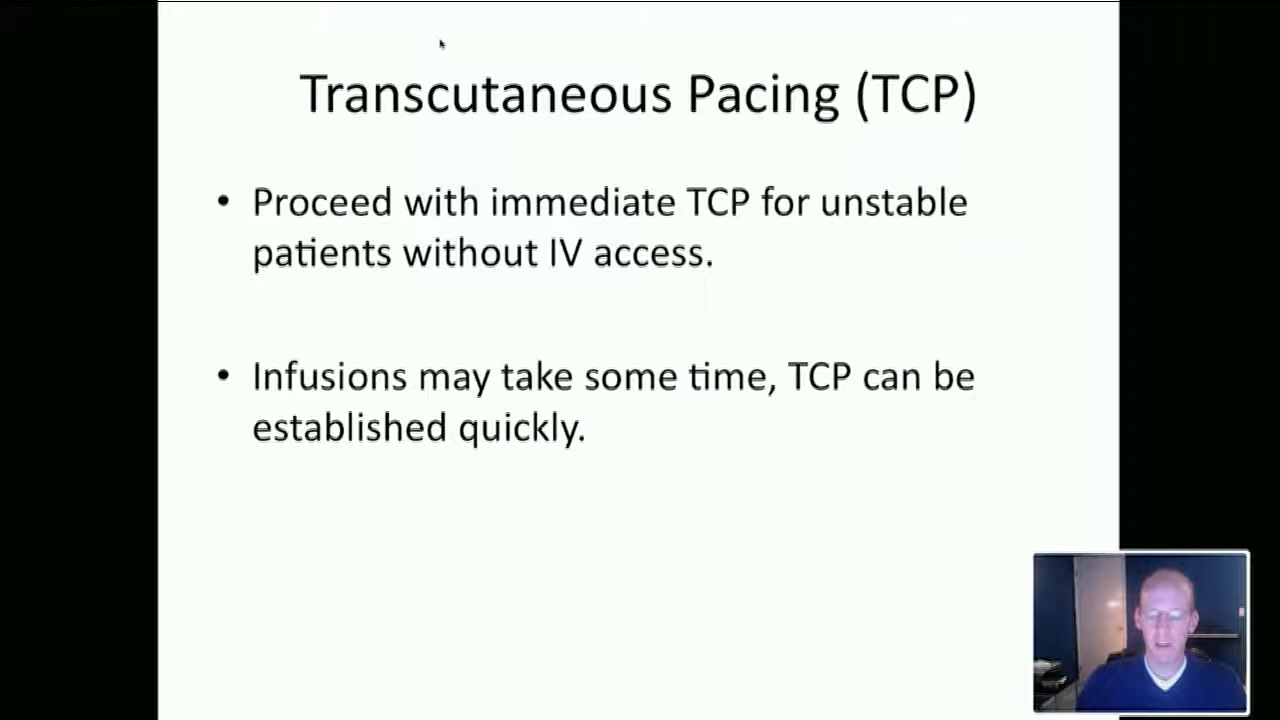 Transcutaneous Pacing (TCP)
• Proceed with immediate TCP for unstable
patients without IV access.
• Infusions may take some time, TCP can be
established quickly.